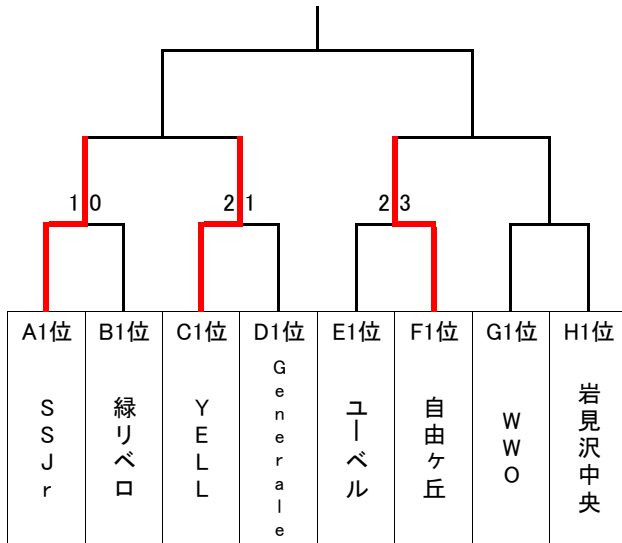 1 0
2 1
2 3
A1位
B1位
C1位
D1位
E1位
F1位
G1位
H1位
SSJr
緑リベロ
YELL
Generale
ユーベル
自由ヶ丘
WWO
岩見沢中央